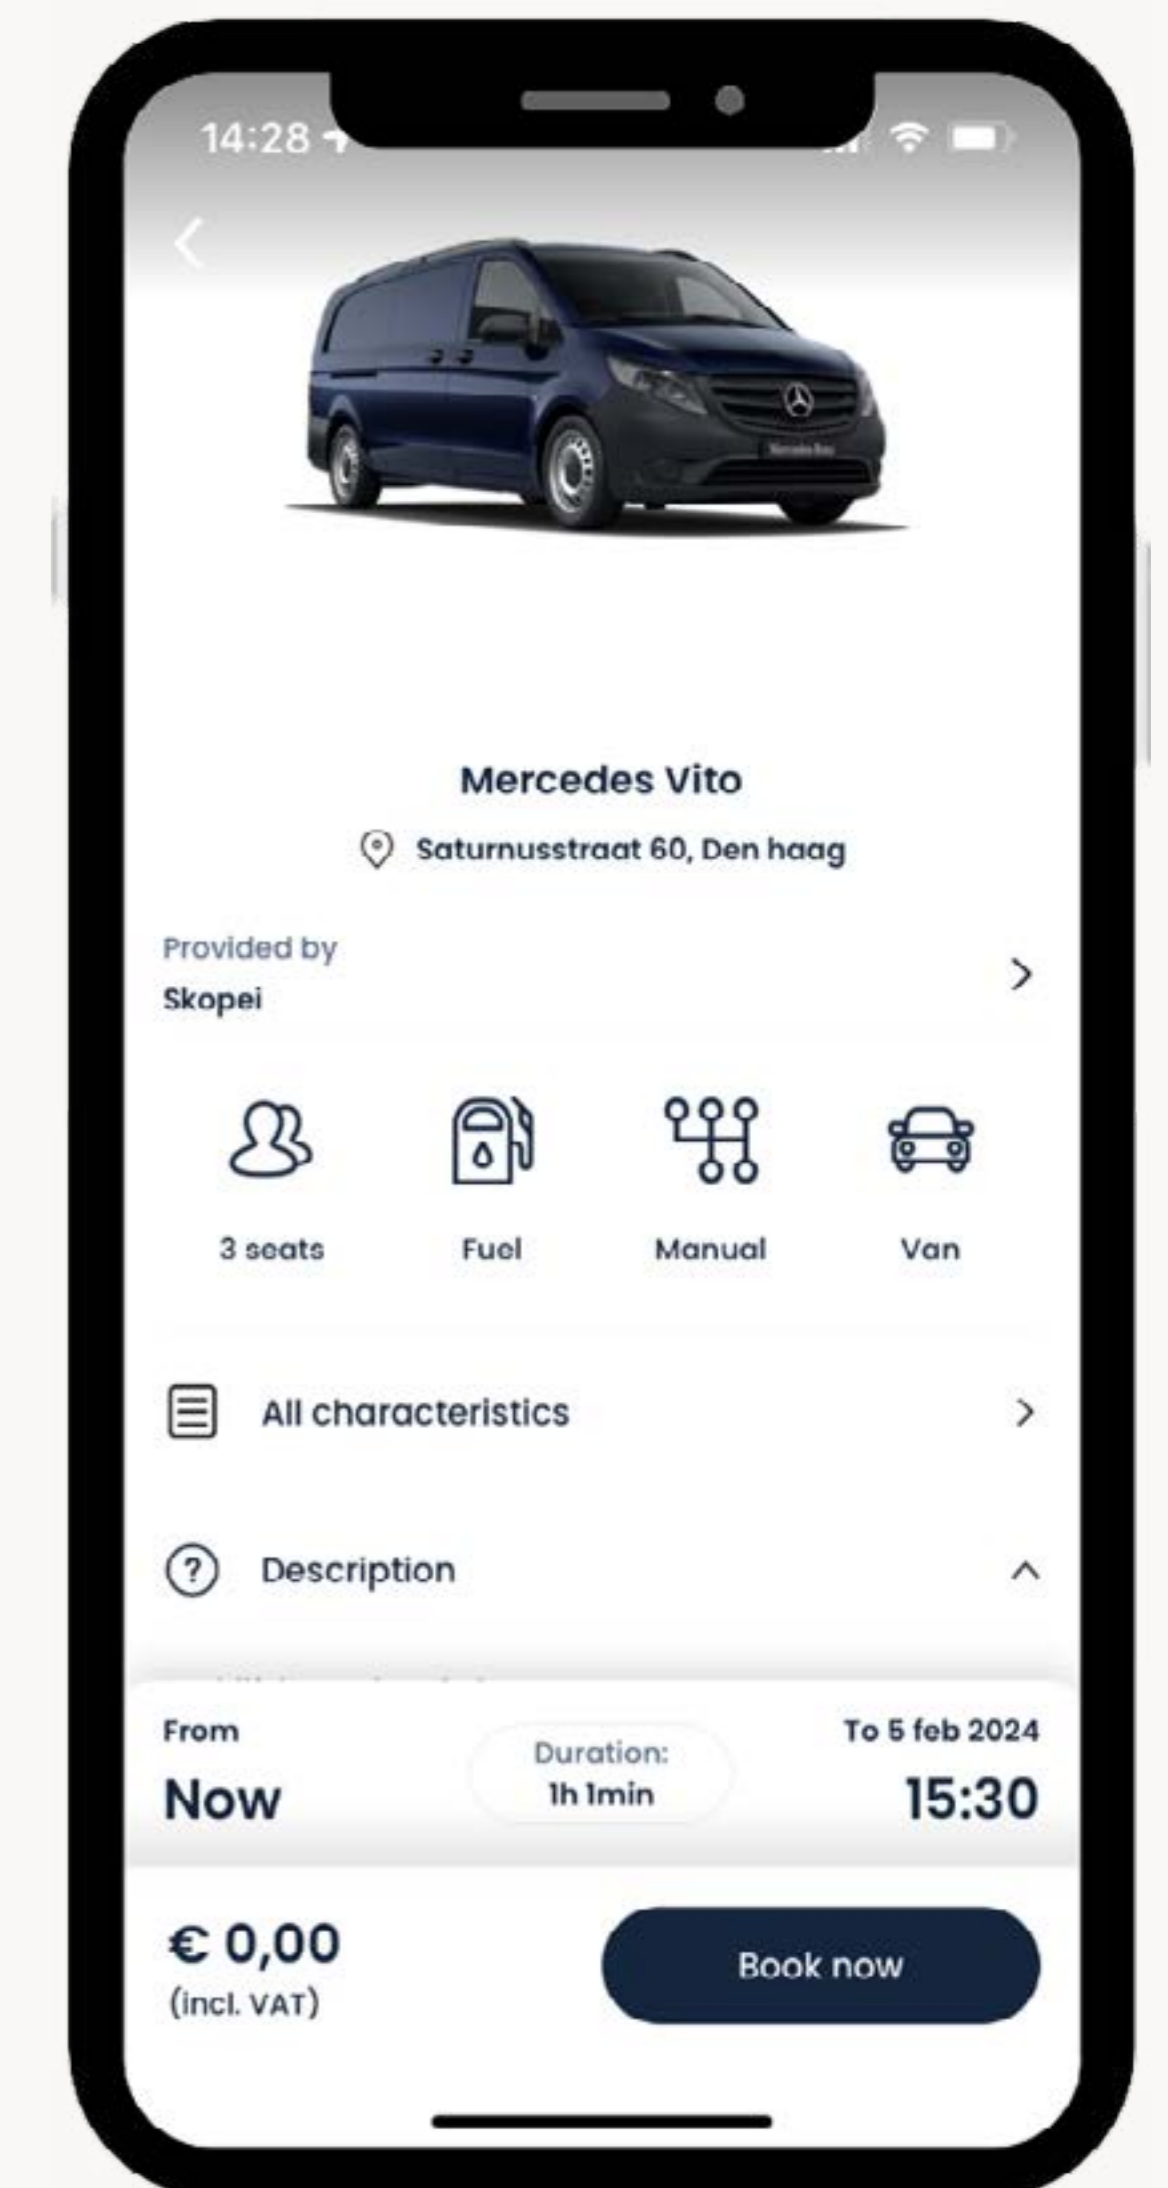 14:28
Mercedes Vito
Saturnusstraat 60, Den haag
Provided by
Skopei
3 seats
Fuel
Manual
Van
All characteristics
Description
From
To 5 feb 2024
Duration:
Now
1h 1min
15:30
€ 0,00
Book now
(incl. VAT)